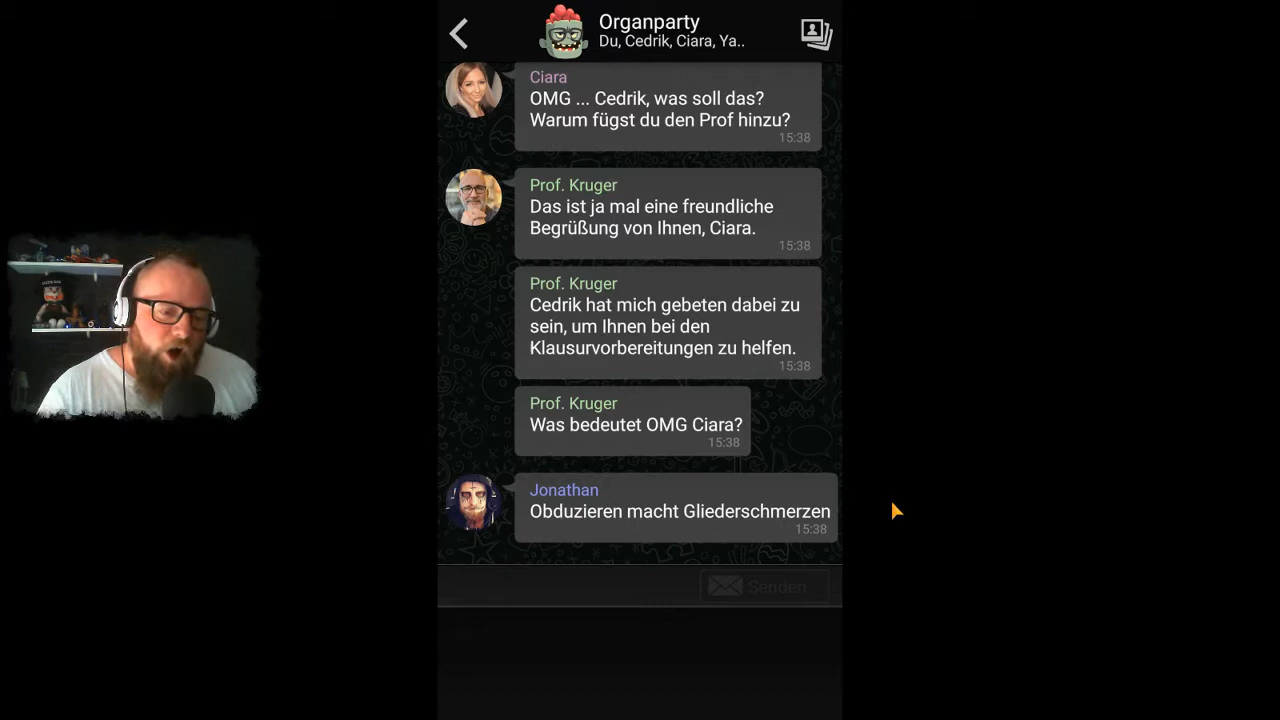 Organparty
Du, Cedrik, Ciara, Ya..
Ciara
OMG ... Cedrik, was soll das?
Warum fügst du den Prof hinzu?
15:38
Prof. Kruger
Das ist ja mal eine freundliche
Begrüßung von Ihnen, Ciara.
15:38
Prof. Kruger
Cedrik hat mich gebeten dabei zu
sein, um Ihnen bei den
Klausurvorbereitungen zu helfen.
15:38
Prof. Kruger
Was bedeutet OMG Ciara?
15:38
Jonathan
Obduzieren macht Gliederschmerzen
15:38
Senden